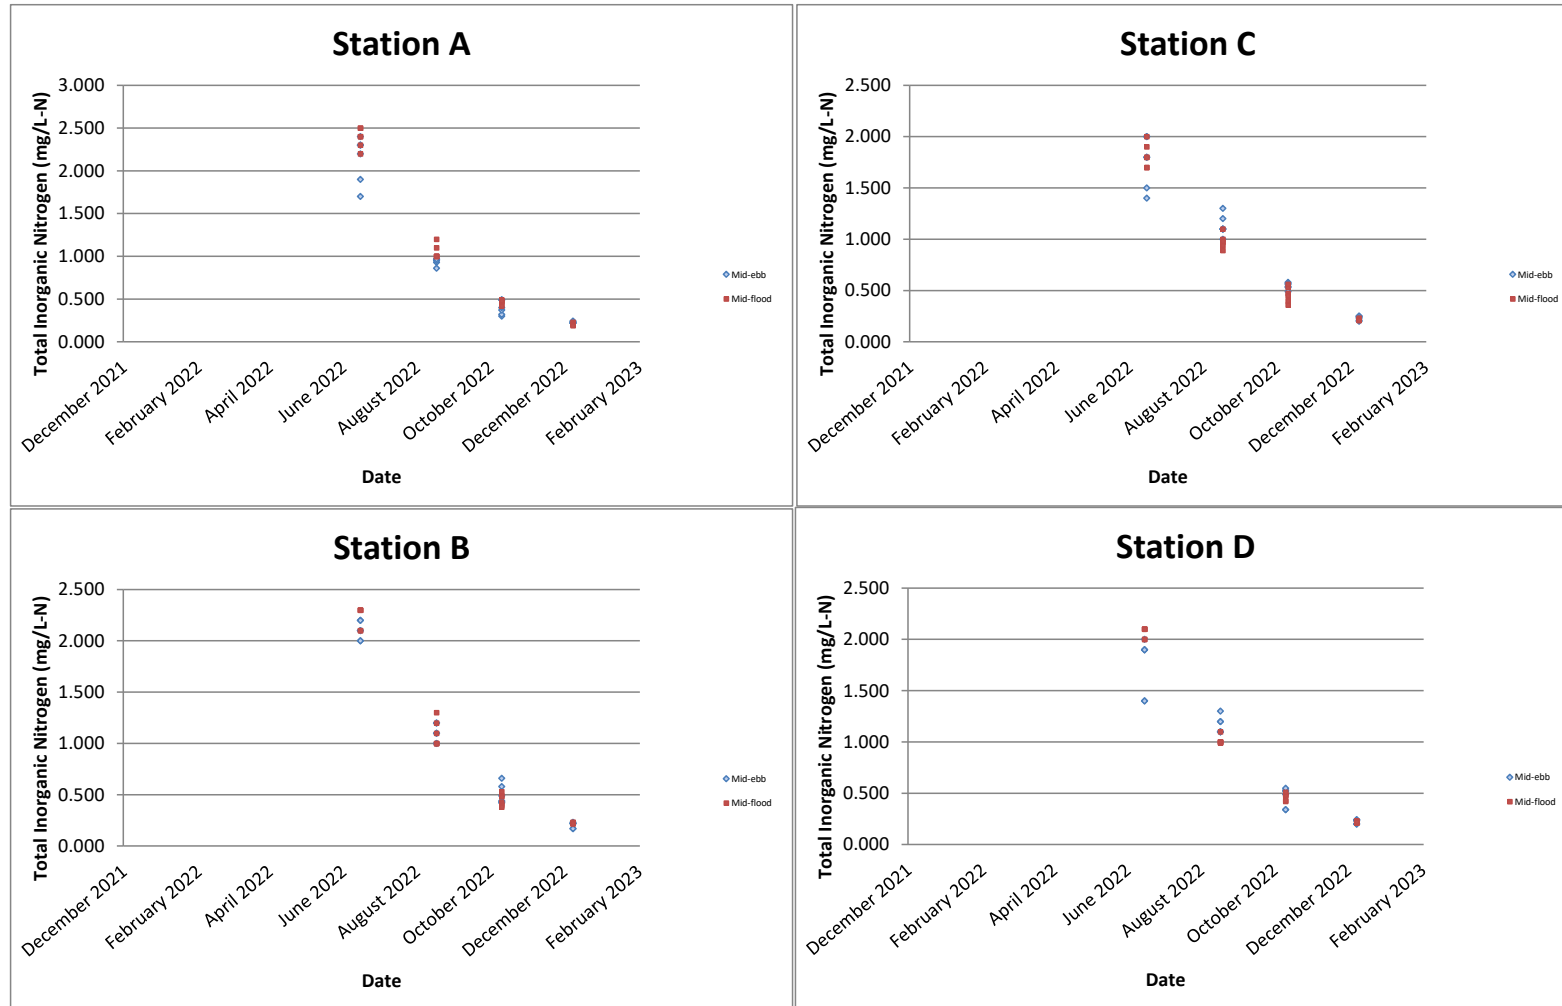 Station A
Total Inorganic Nitrogen (mg/L-N)
3.000
2.500
2.000
1.500
1.000
0.500
0.000
December 2021
February 2022
April 2022
June 2022
August 2022
October 2022
December 2022
February 2023
Date
Mid-ebb
Mid-flood
Station C
Total Inorganic Nitrogen (mg/L-N)
2.500
2.000
1.500
1.000
0.500
0.000
December 2021
February 2022
April 2022
June 2022
August 2022
October 2022
December 2022
February 2023
Date
Mid-ebb
Mid-flood
Station B
Total Inorganic Nitrogen (mg/L-N)
2.500
2.000
1.500
1.000
0.500
0.000
December 2021
February 2022
April 2022
June 2022
August 2022
October 2022
December 2022
February 2023
Date
Mid-ebb
Mid-flood
Station D
Total Inorganic Nitrogen (mg/L-N)
2.500
2.000
1.500
1.000
0.500
0.000
December 2021
February 2022
April 2022
June 2022
August 2022
October 2022
December 2022
February 2023
Date
Mid-ebb
Mid-flood